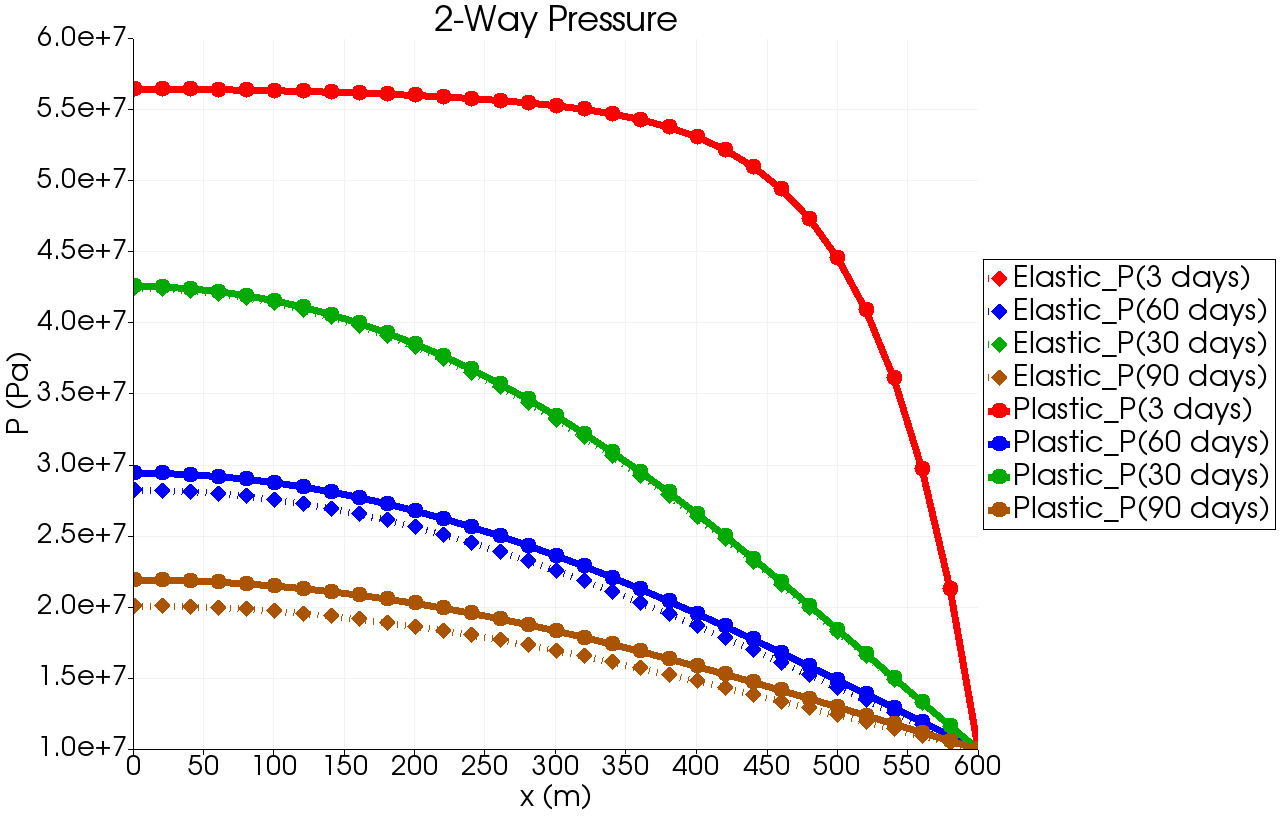 2-Way Pressure
6.0e+7
5.5e+7
5.0e+7
4.5e+7
4.0e+7
3.5e+7
3.0e+7
2.5e+7
2.0e+7
1.5e+7
1.0e+7
P (Pa)
0 50 100 150 200 250 300 350 400 450 500 550 600
x (m)
Elastic_P(3 days)
Elastic_P(60 days)
Elastic_P(30 days)
Elastic_P(90 days)
Plastic_P(3 days)
Plastic_P(60 days)
Plastic_P(30 days)
Plastic_P(90 days)